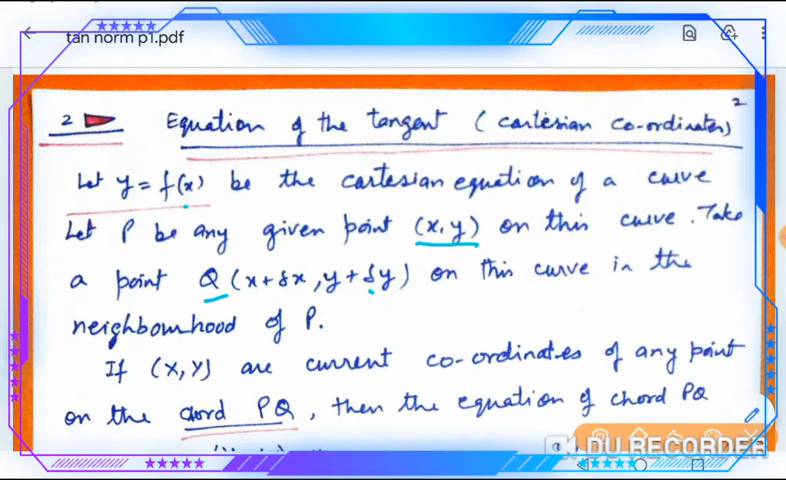 tan norm p1.pdf
2
2 Equation of the tangent (Cartesian co-ordinates)
Let y = f(x) be the cartesian equation of a curve
Let P be any given point (x, y) on this curve. Take
a point Q (x+δx, y+δy) on this curve in the
neighbourhood of P.
If (X, Y) are current co-ordinates of any point
on the chord PQ, then the equation of chord PQ
DU RECORDER